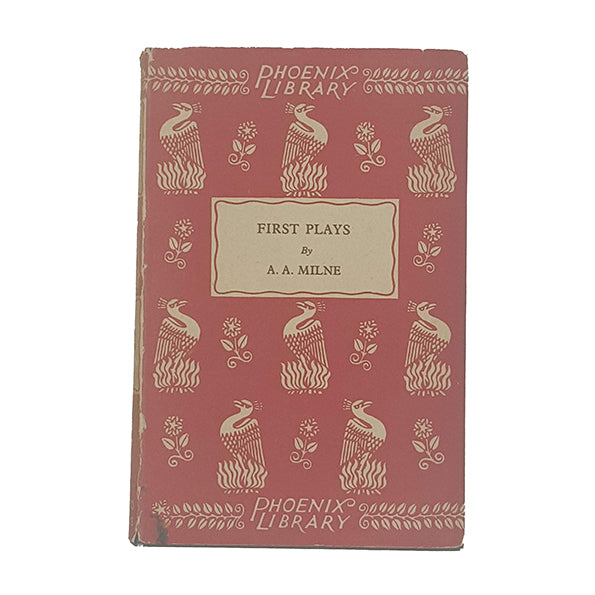 PHOENIX
LIBRARY
FIRST PLAYS
By
A. A. MILNE
PHOENIX
LIBRARY